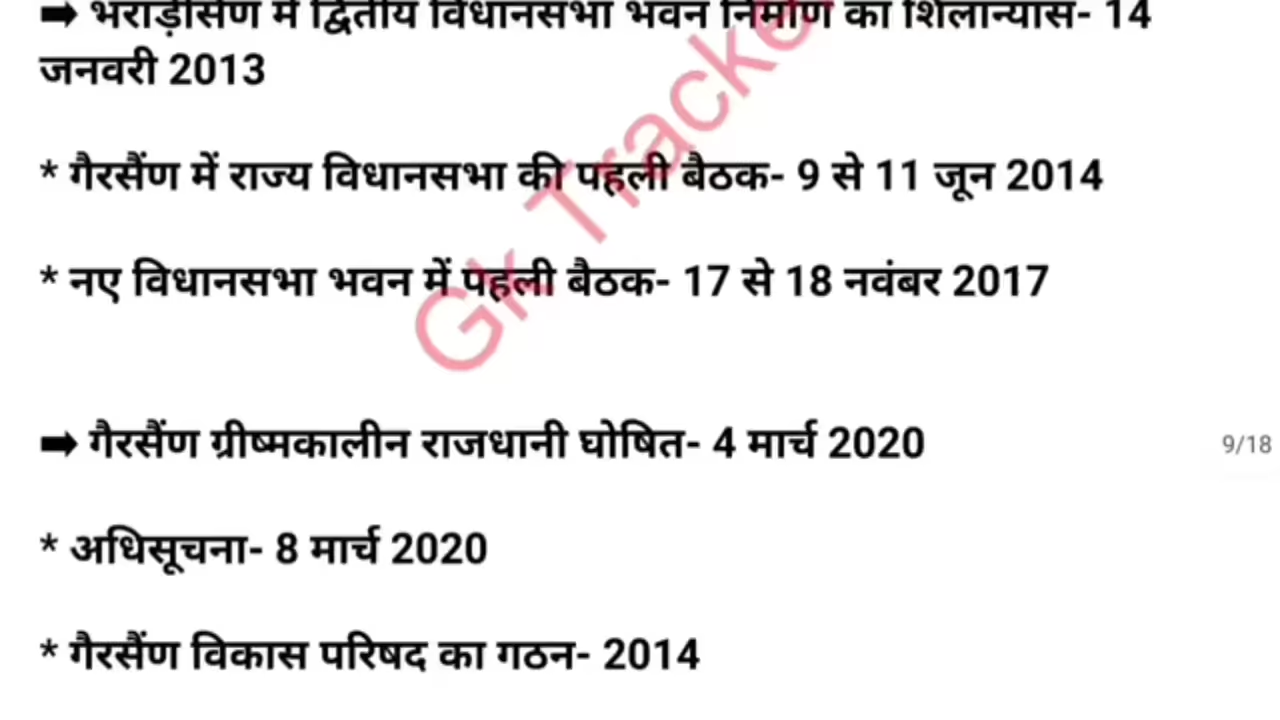 ➡ भराड़ीसैंण में द्वितीय विधानसभा भवन निर्माण का शिलान्यास- 14
जनवरी 2013
* गैरसैंण में राज्य विधानसभा की पहली बैठक- 9 से 11 जून 2014
* नए विधानसभा भवन में पहली बैठक- 17 से 18 नवंबर 2017
➡ गैरसैंण ग्रीष्मकालीन राजधानी घोषित- 4 मार्च 2020
9/18
* अधिसूचना- 8 मार्च 2020
* गैरसैंण विकास परिषद का गठन- 2014
Gk Tracke